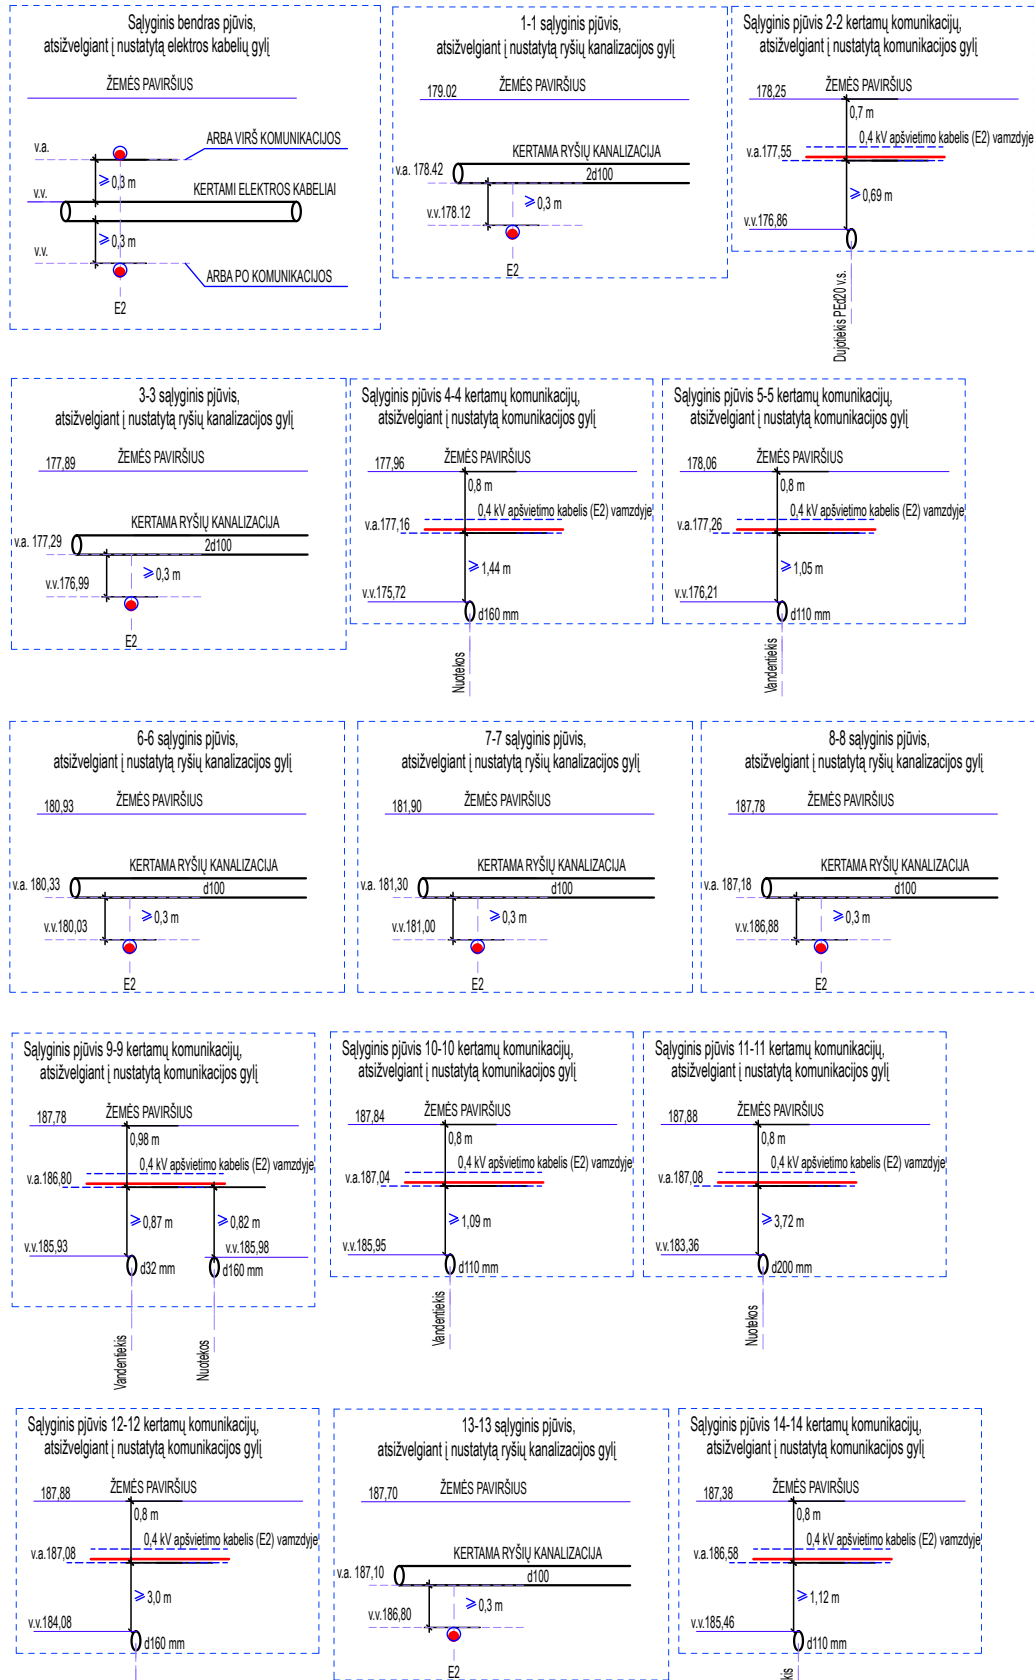 Sąlyginis bendras pjūvis,
atsižvelgiant į nustatytą elektros kabelių gylį
ŽEMĖS PAVIRŠIUS
v.a.
ARBA VIRŠ KOMUNIKACIJOS
⩾ 0,3 m
v.v.
KERTAMI ELEKTROS KABELIAI
⩾ 0,3 m
v.v.
ARBA PO KOMUNIKACIJOS
E2
1-1 sąlyginis pjūvis,
atsižvelgiant į nustatytą ryšių kanalizacijos gylį
179.02
ŽEMĖS PAVIRŠIUS
KERTAMA RYŠIŲ KANALIZACIJA
v.a. 178.42
2d100
⩾ 0,3 m
v.v.178.12
E2
Sąlyginis pjūvis 2-2 kertamų komunikacijų,
atsižvelgiant į nustatytą komunikacijos gylį
178,25
ŽEMĖS PAVIRŠIUS
0,7 m
0,4 kV apšvietimo kabelis (E2) vamzdyje
v.a.177,55
⩾ 0,69 m
v.v.176,86
Dujotiekis PEd20 v.s.
3-3 sąlyginis pjūvis,
atsižvelgiant į nustatytą ryšių kanalizacijos gylį
177,89
ŽEMĖS PAVIRŠIUS
KERTAMA RYŠIŲ KANALIZACIJA
v.a. 177,29
2d100
⩾ 0,3 m
v.v.176,99
E2
Sąlyginis pjūvis 4-4 kertamų komunikacijų,
atsižvelgiant į nustatytą komunikacijos gylį
177,96
ŽEMĖS PAVIRŠIUS
0,8 m
0,4 kV apšvietimo kabelis (E2) vamzdyje
v.a.177,16
⩾ 1,44 m
v.v.175,72
d160 mm
Nuotekos
Sąlyginis pjūvis 5-5 kertamų komunikacijų,
atsižvelgiant į nustatytą komunikacijos gylį
178,06
ŽEMĖS PAVIRŠIUS
0,8 m
0,4 kV apšvietimo kabelis (E2) vamzdyje
v.a.177,26
⩾ 1,05 m
v.v.176,21
d110 mm
Vandentiekis
6-6 sąlyginis pjūvis,
atsižvelgiant į nustatytą ryšių kanalizacijos gylį
180,93
ŽEMĖS PAVIRŠIUS
KERTAMA RYŠIŲ KANALIZACIJA
v.a. 180,33
d100
⩾ 0,3 m
v.v.180,03
E2
7-7 sąlyginis pjūvis,
atsižvelgiant į nustatytą ryšių kanalizacijos gylį
181,90
ŽEMĖS PAVIRŠIUS
KERTAMA RYŠIŲ KANALIZACIJA
v.a. 181,30
d100
⩾ 0,3 m
v.v.181,00
E2
8-8 sąlyginis pjūvis,
atsižvelgiant į nustatytą ryšių kanalizacijos gylį
187,78
ŽEMĖS PAVIRŠIUS
KERTAMA RYŠIŲ KANALIZACIJA
v.a. 187,18
d100
⩾ 0,3 m
v.v.186,88
E2
Sąlyginis pjūvis 9-9 kertamų komunikacijų,
atsižvelgiant į nustatytą komunikacijos gylį
187,78
ŽEMĖS PAVIRŠIUS
0,98 m
0,4 kV apšvietimo kabelis (E2) vamzdyje
v.a.186,80
⩾ 0,87 m
⩾ 0,82 m
v.v.185,93
v.v.185,98
d32 mm
d160 mm
Vandentiekis
Nuotekos
Sąlyginis pjūvis 10-10 kertamų komunikacijų,
atsižvelgiant į nustatytą komunikacijos gylį
187,84
ŽEMĖS PAVIRŠIUS
0,8 m
0,4 kV apšvietimo kabelis (E2) vamzdyje
v.a.187,04
⩾ 1,09 m
v.v.185,95
d110 mm
Vandentiekis
Sąlyginis pjūvis 11-11 kertamų komunikacijų,
atsižvelgiant į nustatytą komunikacijos gylį
187,88
ŽEMĖS PAVIRŠIUS
0,8 m
0,4 kV apšvietimo kabelis (E2) vamzdyje
v.a.187,08
⩾ 3,72 m
v.v.183,36
d200 mm
Nuotekos
Sąlyginis pjūvis 12-12 kertamų komunikacijų,
atsižvelgiant į nustatytą komunikacijos gylį
187,88
ŽEMĖS PAVIRŠIUS
0,8 m
0,4 kV apšvietimo kabelis (E2) vamzdyje
v.a.187,08
⩾ 3,0 m
v.v.184,08
d160 mm
13-13 sąlyginis pjūvis,
atsižvelgiant į nustatytą ryšių kanalizacijos gylį
187,70
ŽEMĖS PAVIRŠIUS
KERTAMA RYŠIŲ KANALIZACIJA
v.a. 187,10
d100
⩾ 0,3 m
v.v.186,80
E2
Sąlyginis pjūvis 14-14 kertamų komunikacijų,
atsižvelgiant į nustatytą komunikacijos gylį
187,38
ŽEMĖS PAVIRŠIUS
0,8 m
0,4 kV apšvietimo kabelis (E2) vamzdyje
v.a.186,58
⩾ 1,12 m
v.v.185,46
d110 mm